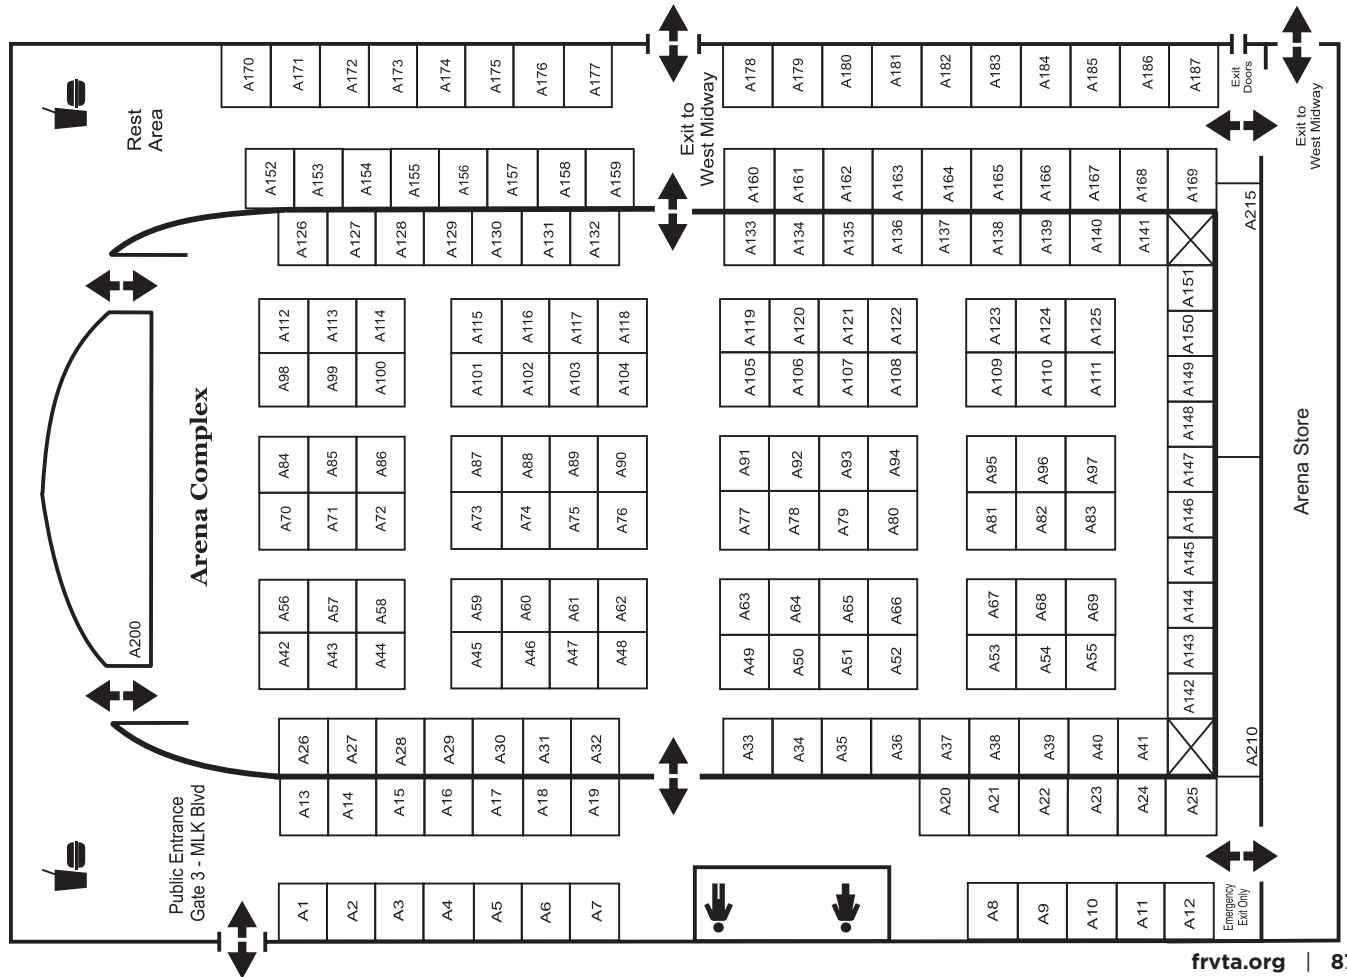 A170
A171
A172
A173
A174
A175
A176
A177
A178
A179
A180
A181
A182
A183
A184
A185
A186
A187
Exit
Doors
Rest
Area
Exit to
West Midway
Exit to
West Midway
A152
A153
A154
A155
A156
A157
A158
A159
A160
A161
A162
A163
A164
A165
A166
A167
A168
A169
A126
A127
A128
A129
A130
A131
A132
A133
A134
A135
A136
A137
A138
A139
A140
A141
A215
A112
A113
A114
A115
A116
A117
A118
A119
A120
A121
A122
A123
A124
A125
A98
A99
A100
A101
A102
A103
A104
A105
A106
A107
A108
A109
A110
A111
A151
A150
A149
A148
A147
A146
A145
A144
A143
A142
Arena Complex
Arena Store
A84
A85
A86
A87
A88
A89
A90
A91
A92
A93
A94
A95
A96
A97
A70
A71
A72
A73
A74
A75
A76
A77
A78
A79
A80
A81
A82
A83
A200
A56
A57
A58
A59
A60
A61
A62
A63
A64
A65
A66
A67
A68
A69
A42
A43
A44
A45
A46
A47
A48
A49
A50
A51
A52
A53
A54
A55
A26
A27
A28
A29
A30
A31
A32
A33
A34
A35
A36
A37
A38
A39
A40
A41
A210
A13
A14
A15
A16
A17
A18
A19
A20
A21
A22
A23
A24
A25
Public Entrance
Gate 3 - MLK Blvd
A1
A2
A3
A4
A5
A6
A7
A8
A9
A10
A11
A12
Emergency
Exit Only
frvta.org | 87